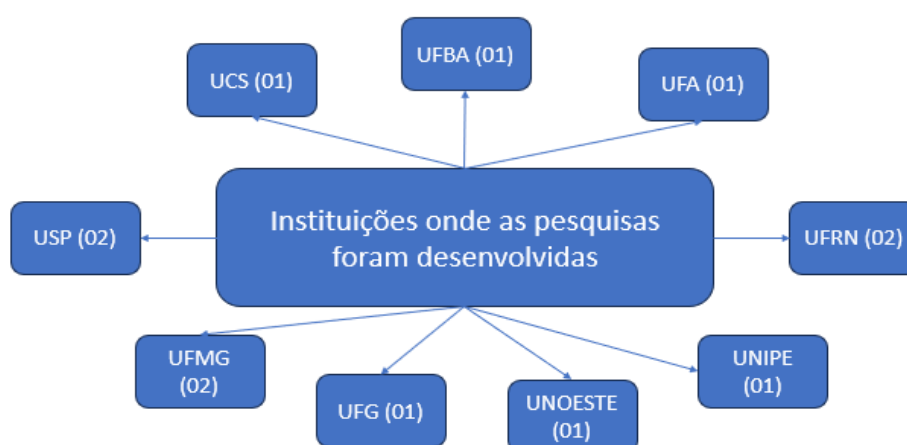 UFBA (01)
UCS (01)
UFA (01)
Instituições onde as pesquisas
foram desenvolvidas
USP (02)
UFRN (02)
UFMG
(02)
UNIPE
(01)
UFG (01)
UNOESTE
(01)